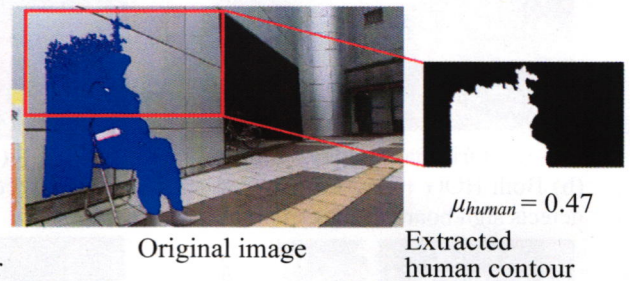 μhuman = 0.47
Original image
Extracted
human contour